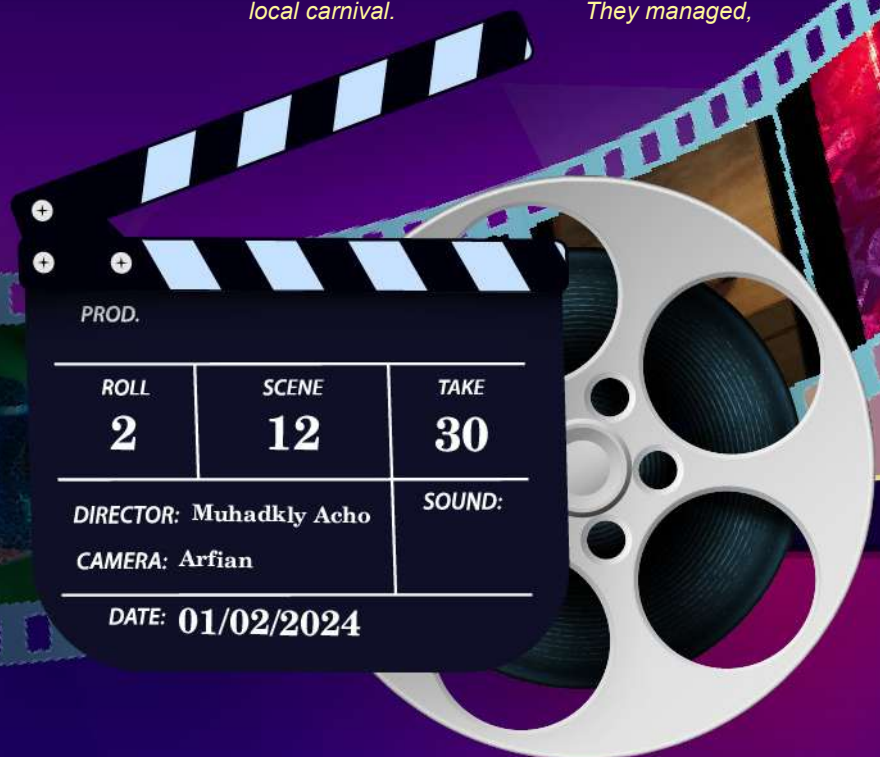 local carnival.
They managed,
PROD.
ROLL SCENE TAKE
2 12 30
DIRECTOR: Muhadkly Acho
SOUND:
CAMERA: Arfian
DATE: 01/02/2024